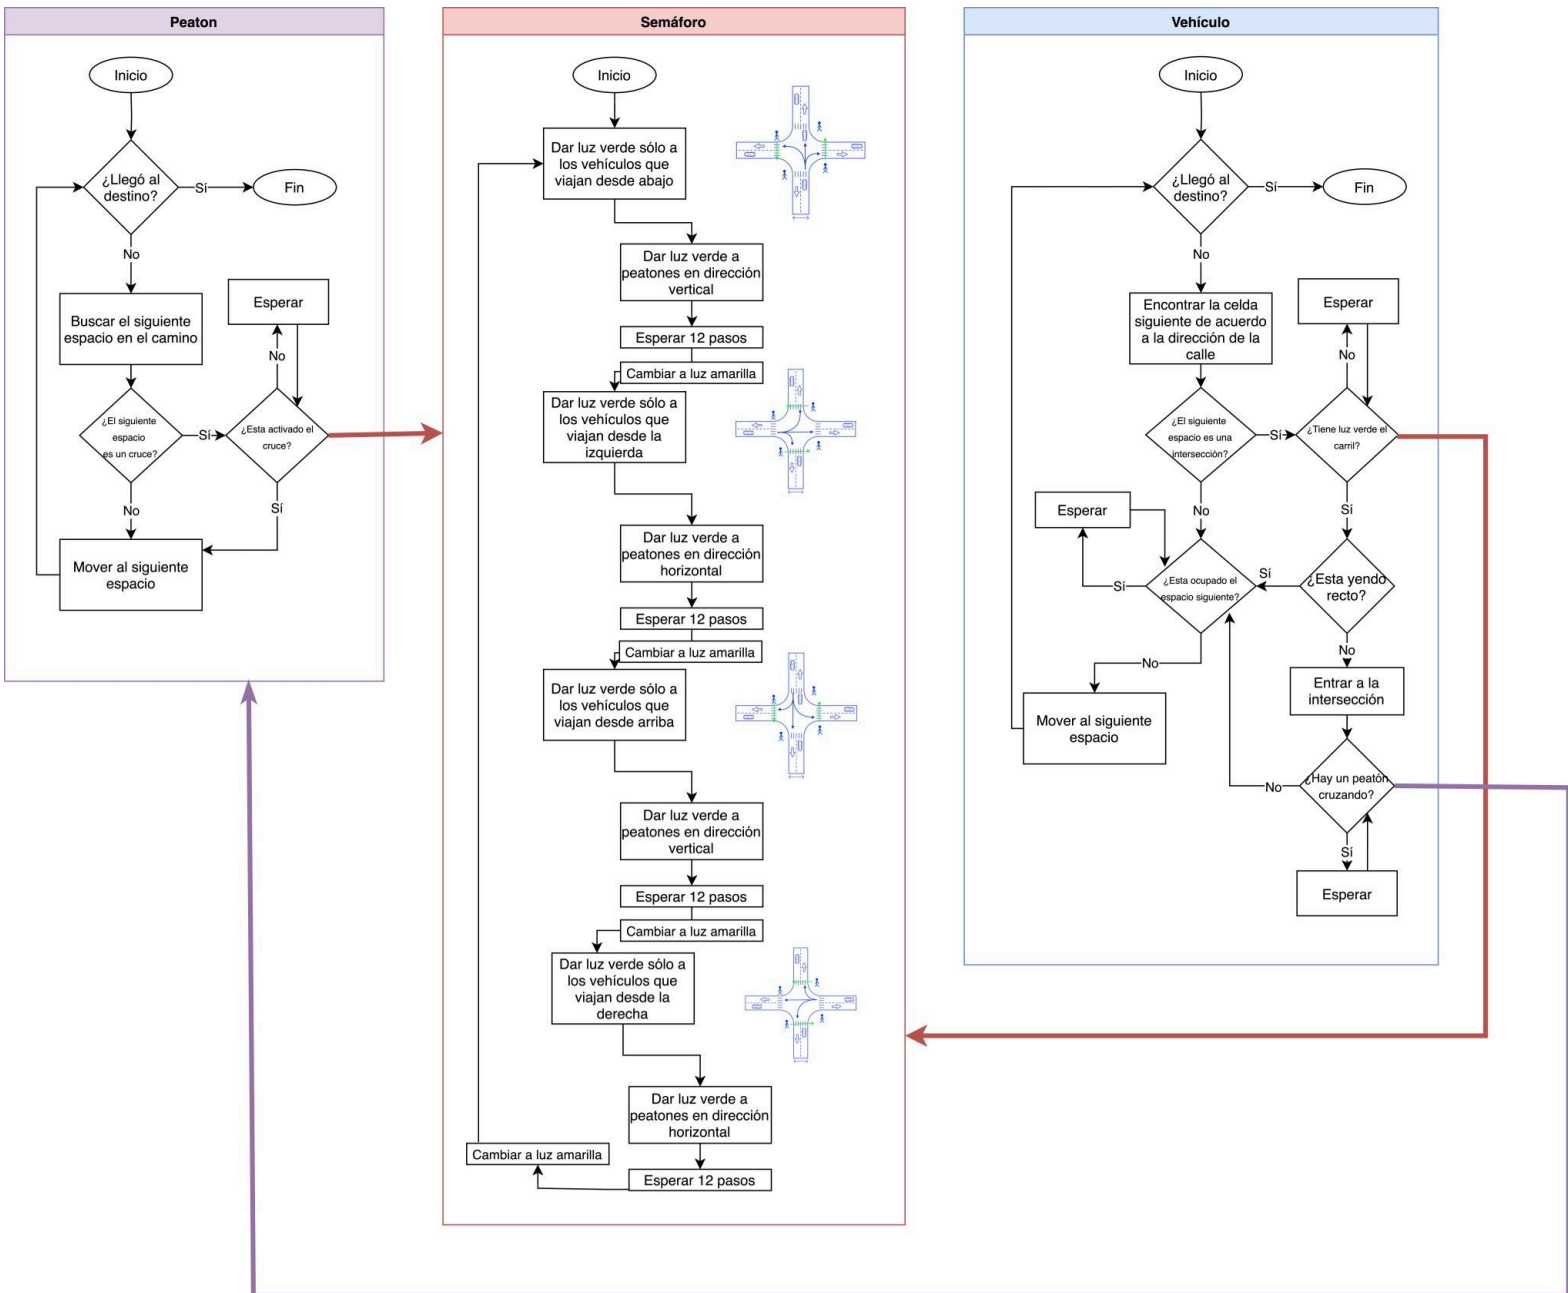 Peaton
Inicio
¿Llegó al
destino?
Sí
Fin
No
Buscar el siguiente
espacio en el camino
Esperar
No
¿El siguiente
espacio
es un cruce?
Sí
¿Esta activado el
cruce?
No
Sí
Mover al siguiente
espacio
Semáforo
Inicio
Dar luz verde sólo a
los vehículos que
viajan desde abajo
Dar luz verde a
peatones en dirección
vertical
Esperar 12 pasos
Cambiar a luz amarilla
Dar luz verde sólo a
los vehículos que
viajan desde la
izquierda
Dar luz verde a
peatones en dirección
horizontal
Esperar 12 pasos
Cambiar a luz amarilla
Dar luz verde sólo a
los vehículos que
viajan desde arriba
Dar luz verde a
peatones en dirección
vertical
Esperar 12 pasos
Cambiar a luz amarilla
Dar luz verde sólo a
los vehículos que
viajan desde la
derecha
Dar luz verde a
peatones en dirección
horizontal
Cambiar a luz amarilla
Esperar 12 pasos
Vehículo
Inicio
¿Llegó al
destino?
Sí
Fin
No
Encontrar la celda
siguiente de acuerdo
a la dirección de la
calle
Esperar
No
¿El siguiente
espacio es una
intersección?
Sí
¿Tiene luz verde el
carril?
No
Sí
Esperar
Sí
¿Esta ocupado el
espacio siguiente?
Sí
¿Esta yendo
recto?
No
No
Entrar a la
intersección
Mover al siguiente
espacio
No
¿Hay un peatón
cruzando?
Sí
Esperar